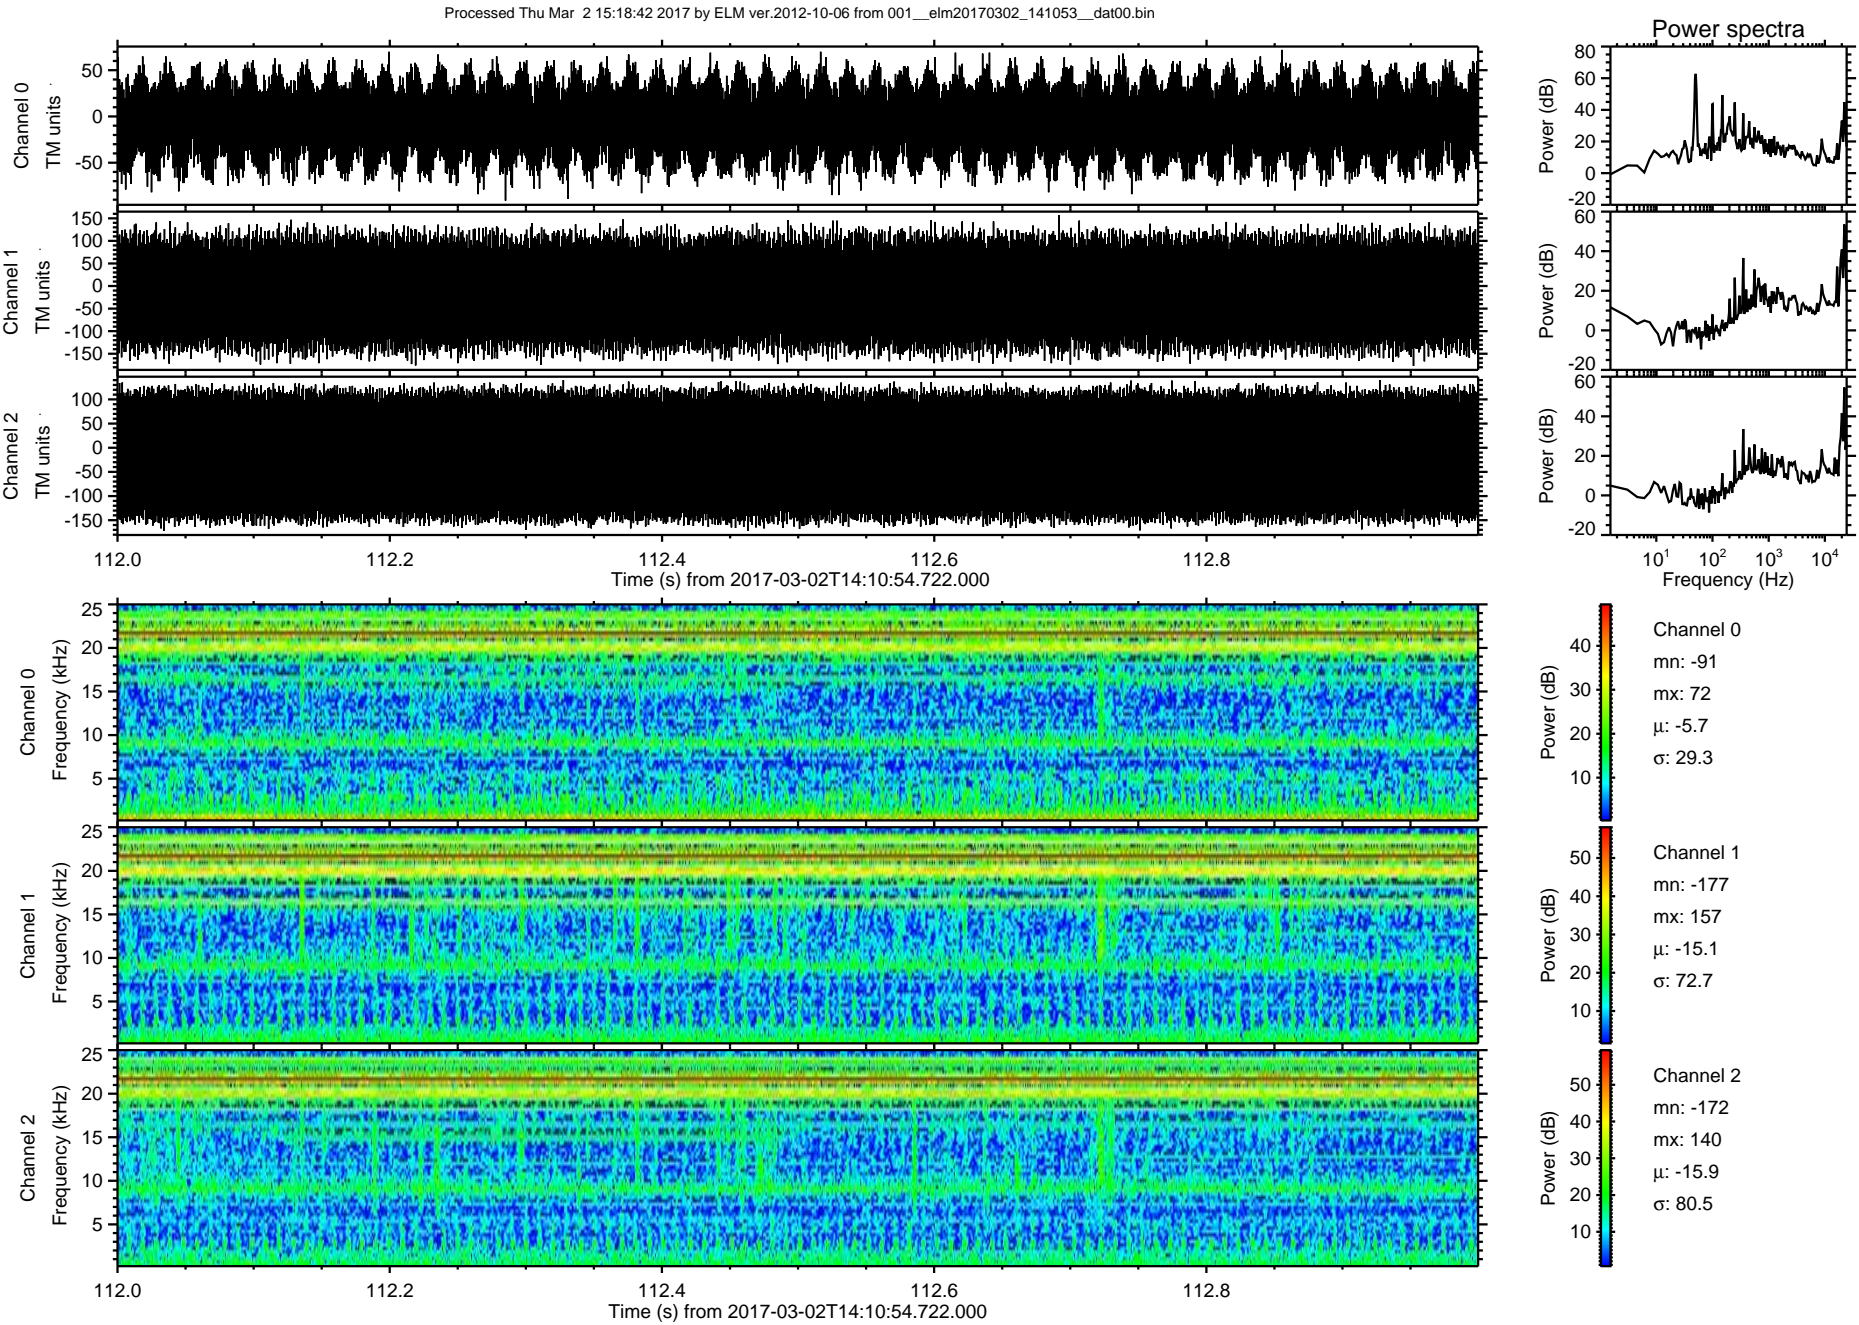 Processed Thu Mar  2 15:18:42 2017 by ELM ver.2012-10-06 from 001__elm20170302_141053__dat00.bin
Power spectra
Channel 0
TM units
50
0
-50
Power (dB)
80
60
40
20
0
-20
Channel 1
TM units
150
100
50
0
-50
-100
-150
Power (dB)
60
40
20
0
-20
Channel 2
TM units
100
50
0
-50
-100
-150
Power (dB)
60
40
20
0
-20
112.0 112.2 112.4 112.6 112.8
Time (s) from 2017-03-02T14:10:54.722.000
10¹ 10² 10³ 10⁴
Frequency (Hz)
Channel 0
Frequency (kHz)
25
20
15
10
5
Power (dB)
40
30
20
10
Channel 0
mn: -91
mx: 72
μ: -5.7
σ: 29.3
Channel 1
Frequency (kHz)
25
20
15
10
5
Power (dB)
50
40
30
20
10
Channel 1
mn: -177
mx: 157
μ: -15.1
σ: 72.7
Channel 2
Frequency (kHz)
25
20
15
10
5
Power (dB)
50
40
30
20
10
Channel 2
mn: -172
mx: 140
μ: -15.9
σ: 80.5
112.0 112.2 112.4 112.6 112.8
Time (s) from 2017-03-02T14:10:54.722.000